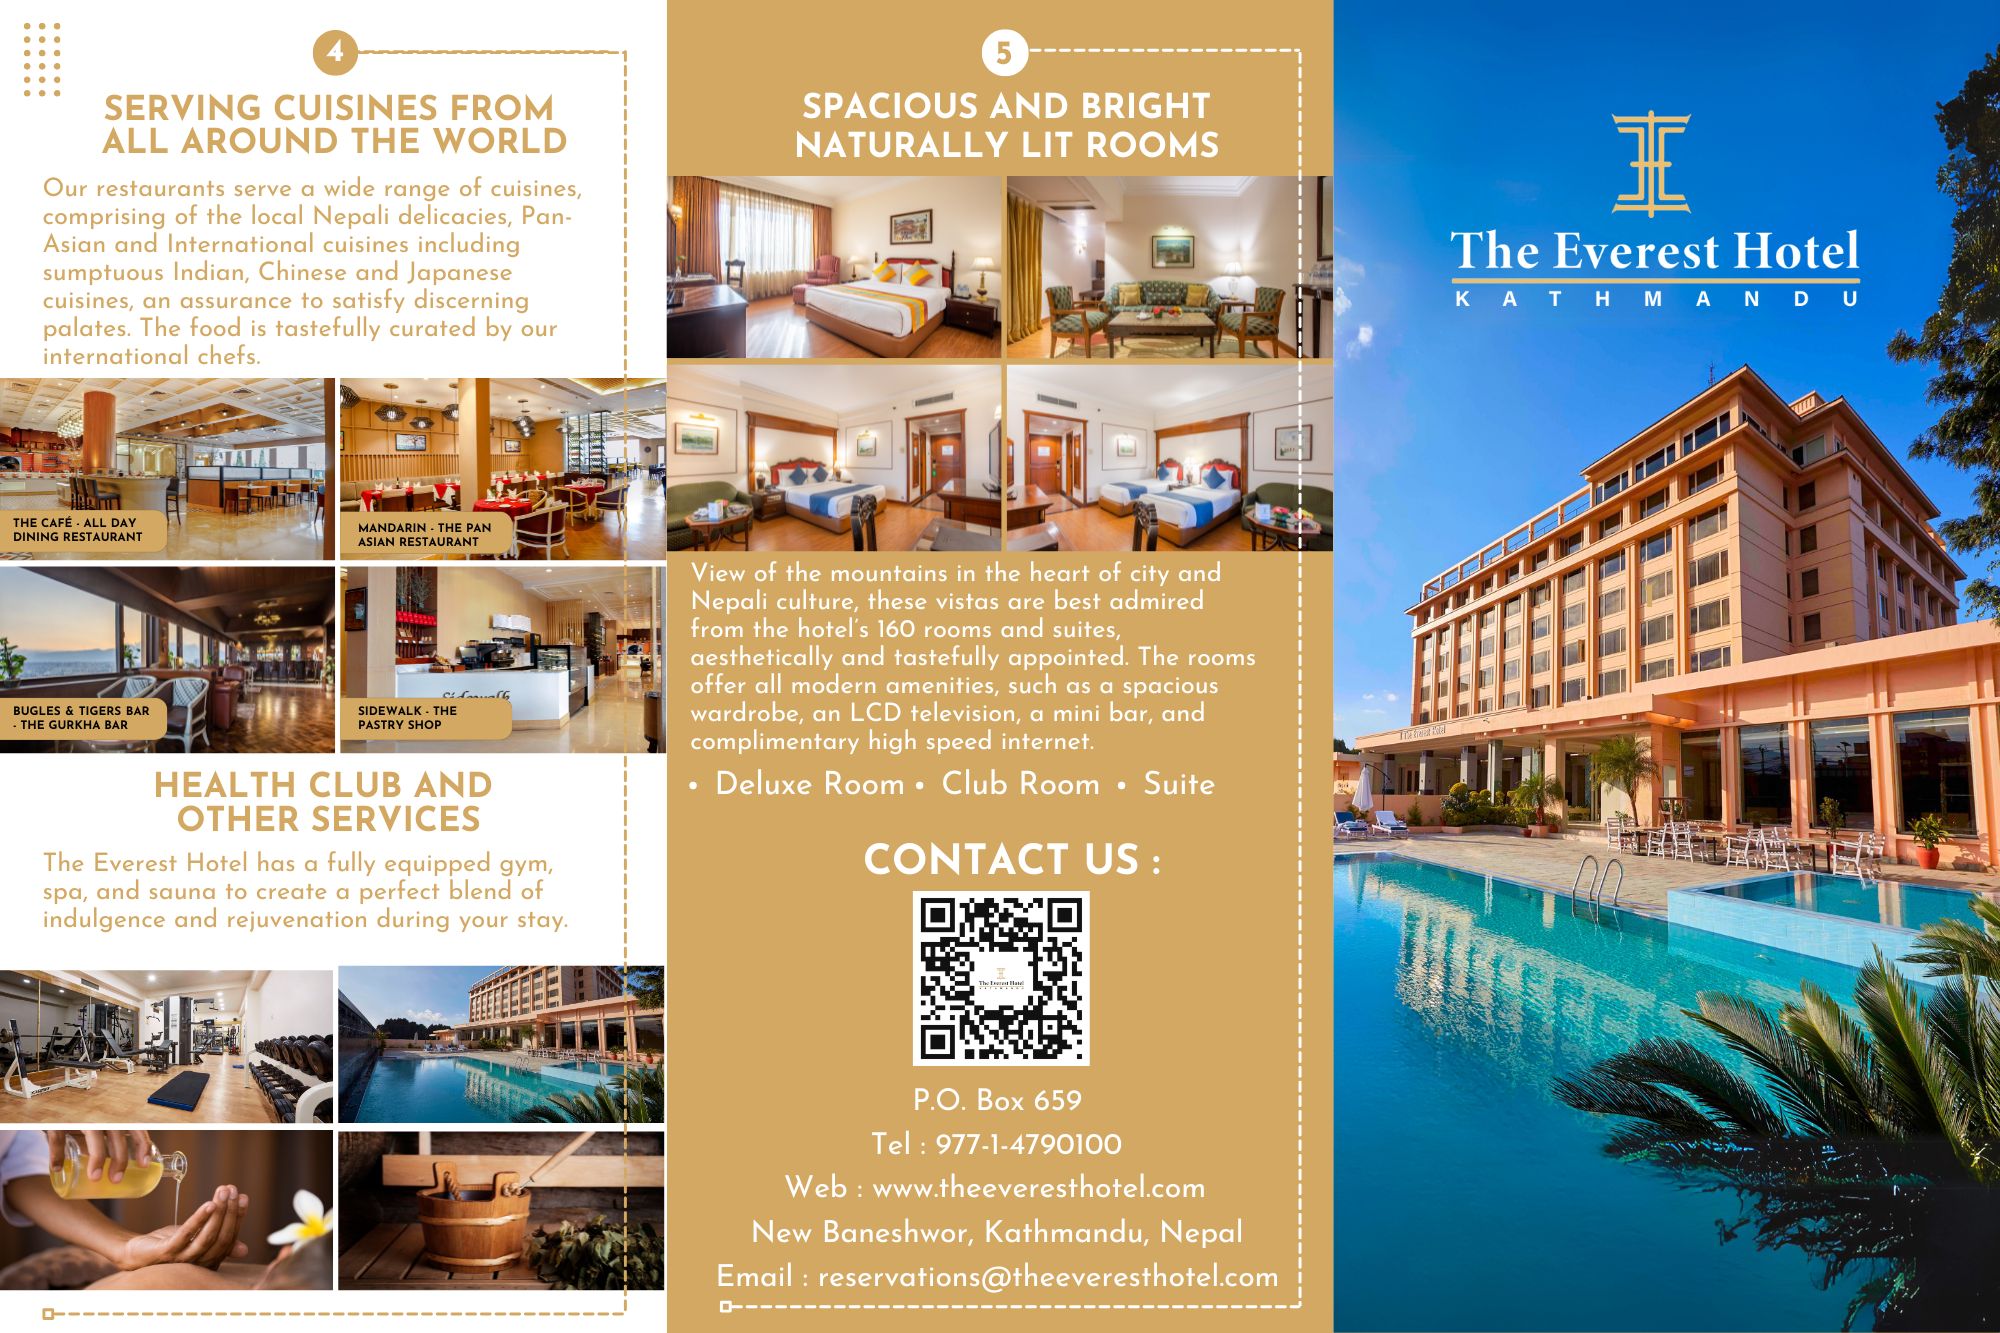 4
SERVING CUISINES FROM
ALL AROUND THE WORLD
Our restaurants serve a wide range of cuisines,
comprising of the local Nepali delicacies, Pan-
Asian and International cuisines including
sumptuous Indian, Chinese and Japanese
cuisines, an assurance to satisfy discerning
palates. The food is tastefully curated by our
international chefs.
THE CAFÉ - ALL DAY
DINING RESTAURANT
MANDARIN - THE PAN
ASIAN RESTAURANT
BUGLES & TIGERS BAR
- THE GURKHA BAR
Sidewalk
SIDEWALK - THE
PASTRY SHOP
HEALTH CLUB AND
OTHER SERVICES
The Everest Hotel has a fully equipped gym,
spa, and sauna to create a perfect blend of
indulgence and rejuvenation during your stay.
5
SPACIOUS AND BRIGHT
NATURALLY LIT ROOMS
View of the mountains in the heart of city and
Nepali culture, these vistas are best admired
from the hotel's 160 rooms and suites,
aesthetically and tastefully appointed. The rooms
offer all modern amenities, such as a spacious
wardrobe, an LCD television, a mini bar, and
complimentary high speed internet.
• Deluxe Room • Club Room • Suite
CONTACT US :
The Everest Hotel
KATHMANDU
P.O. Box 659
Tel : 977-1-4790100
Web : www.theeveresthotel.com
New Baneshwor, Kathmandu, Nepal
Email : reservations@theeveresthotel.com
The Everest Hotel
KATHMANDU
The Everest Hotel